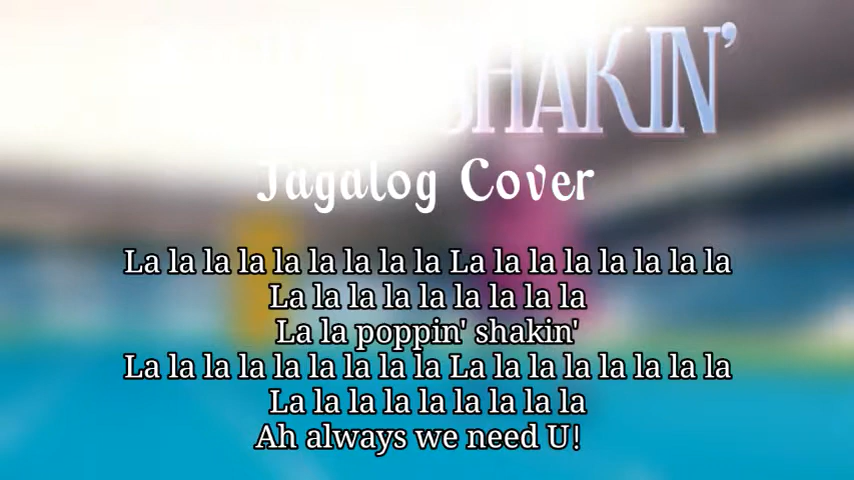 SHAKIN'
Tagalog Cover
La la la la la la la la la La la la la la la la la
La la la la la la la la la
La la poppin' shakin'
La la la la la la la la la La la la la la la la la
La la la la la la la la la
Ah always we need U!